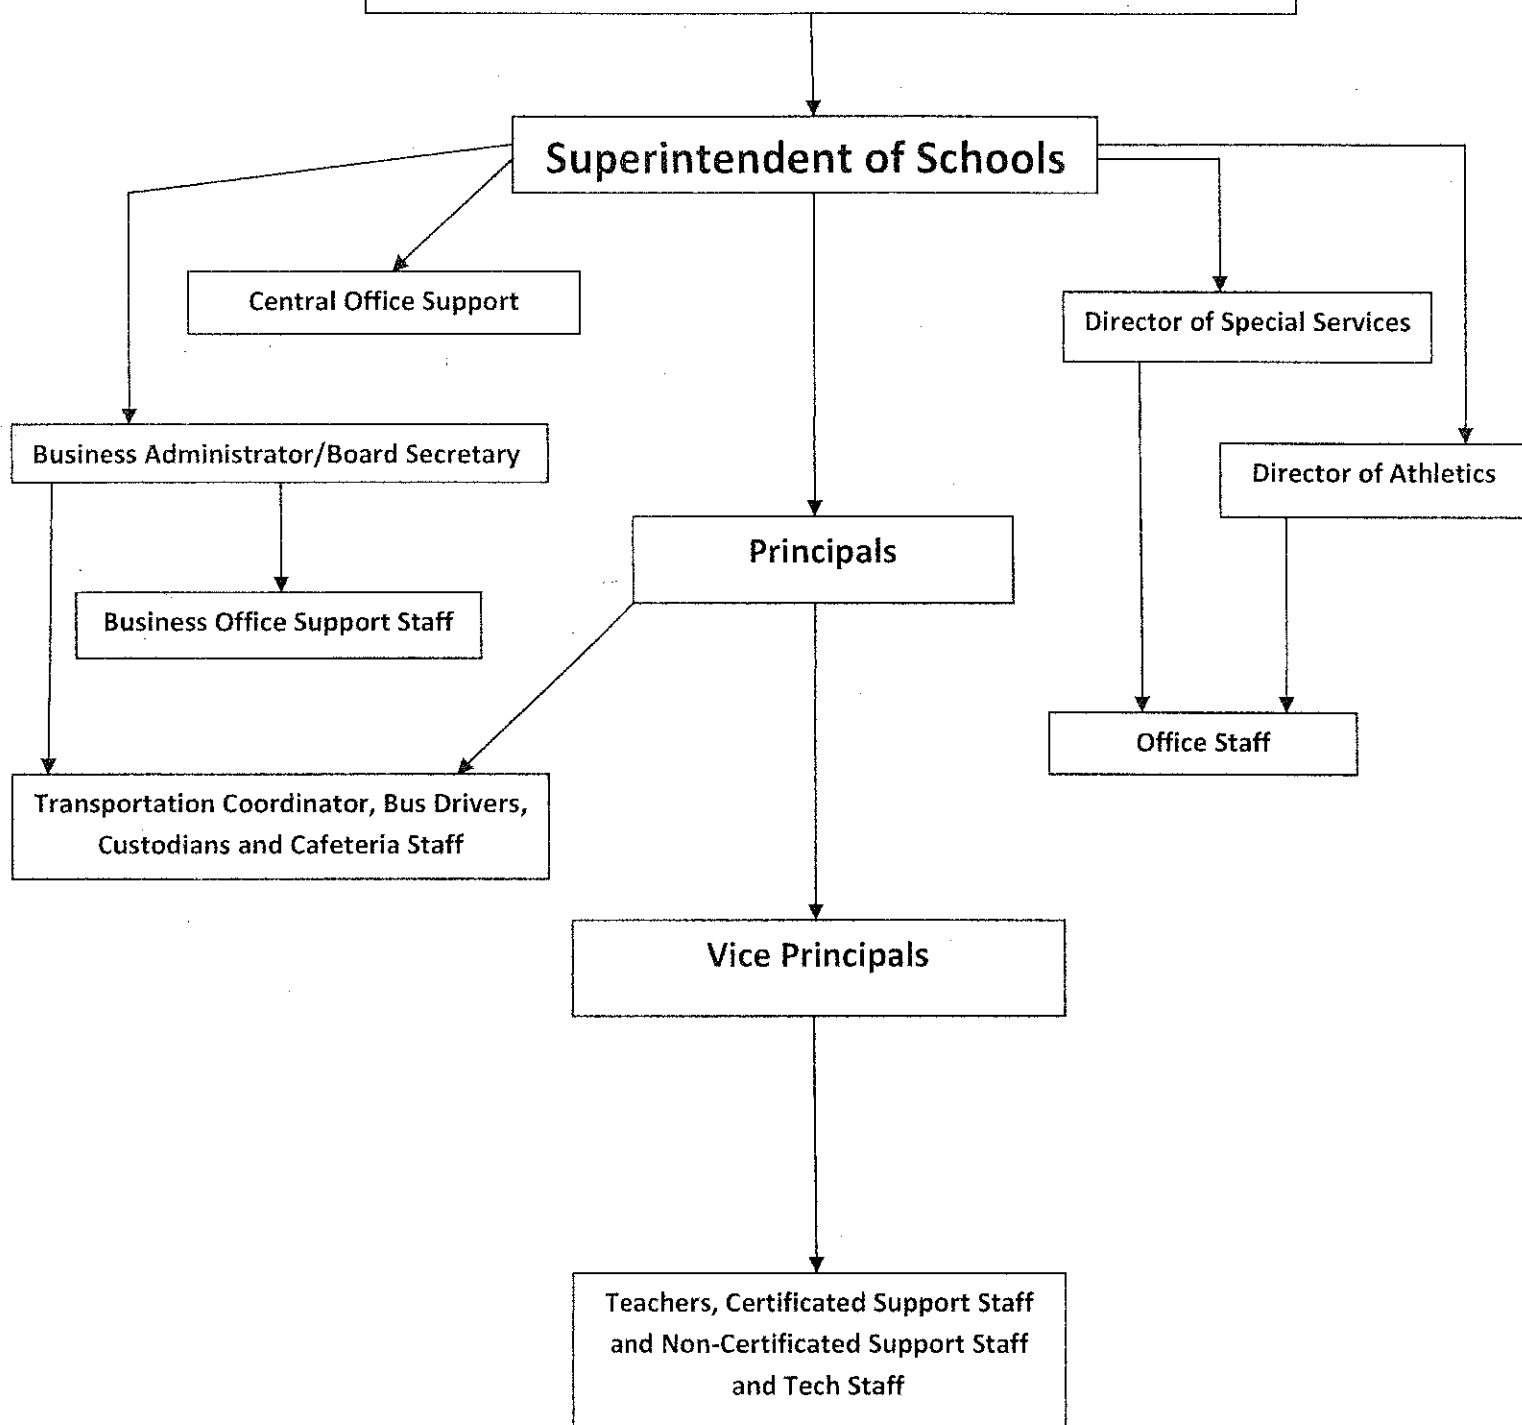 Superintendent of Schools
Central Office Support
Director of Special Services
Business Administrator/Board Secretary
Director of Athletics
Principals
Business Office Support Staff
Office Staff
Transportation Coordinator, Bus Drivers,
Custodians and Cafeteria Staff
Vice Principals
Teachers, Certificated Support Staff
and Non-Certificated Support Staff
and Tech Staff